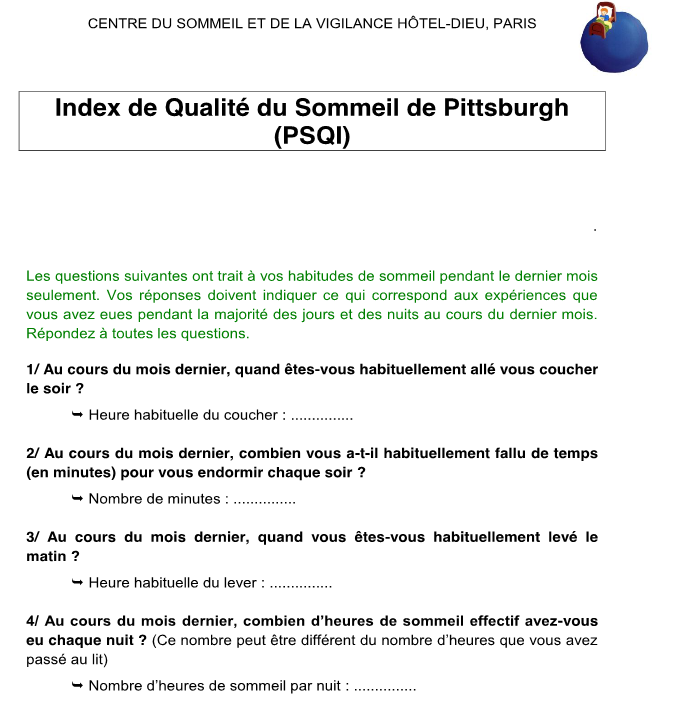 CENTRE DU SOMMEIL ET DE LA VIGILANCE HÔTEL-DIEU, PARIS
Index de Qualité du Sommeil de Pittsburgh
(PSQI)
.
Les questions suivantes ont trait à vos habitudes de sommeil pendant le dernier mois
seulement. Vos réponses doivent indiquer ce qui correspond aux expériences que
vous avez eues pendant la majorité des jours et des nuits au cours du dernier mois.
Répondez à toutes les questions.
1/ Au cours du mois dernier, quand êtes-vous habituellement allé vous coucher
le soir ?
➥ Heure habituelle du coucher : ...............
2/ Au cours du mois dernier, combien vous a-t-il habituellement fallu de temps
(en minutes) pour vous endormir chaque soir ?
➥ Nombre de minutes : ...............
3/ Au cours du mois dernier, quand vous êtes-vous habituellement levé le
matin ?
➥ Heure habituelle du lever : ...............
4/ Au cours du mois dernier, combien d’heures de sommeil effectif avez-vous
eu chaque nuit ? (Ce nombre peut être différent du nombre d’heures que vous avez
passé au lit)
➥ Nombre d’heures de sommeil par nuit : ...............